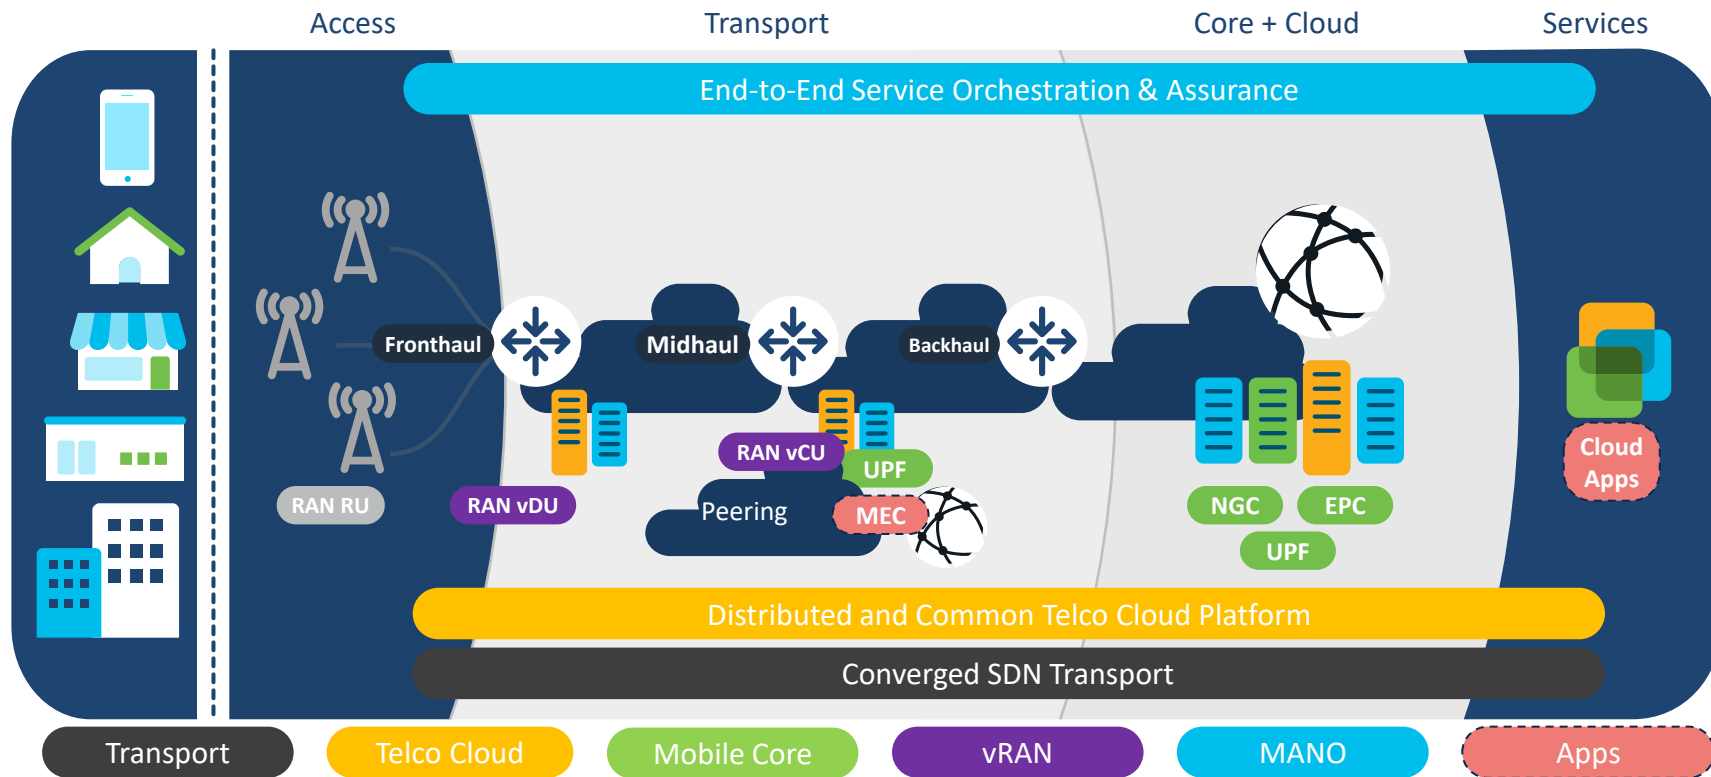 Access
Transport
Core + Cloud
Services
End-to-End Service Orchestration & Assurance
Fronthaul
Midhaul
Backhaul
RAN vCU
UPF
Cloud
Apps
RAN RU
RAN vDU
Peering
MEC
NGC
EPC
UPF
Distributed and Common Telco Cloud Platform
Converged SDN Transport
Transport
Telco Cloud
Mobile Core
vRAN
MANO
Apps